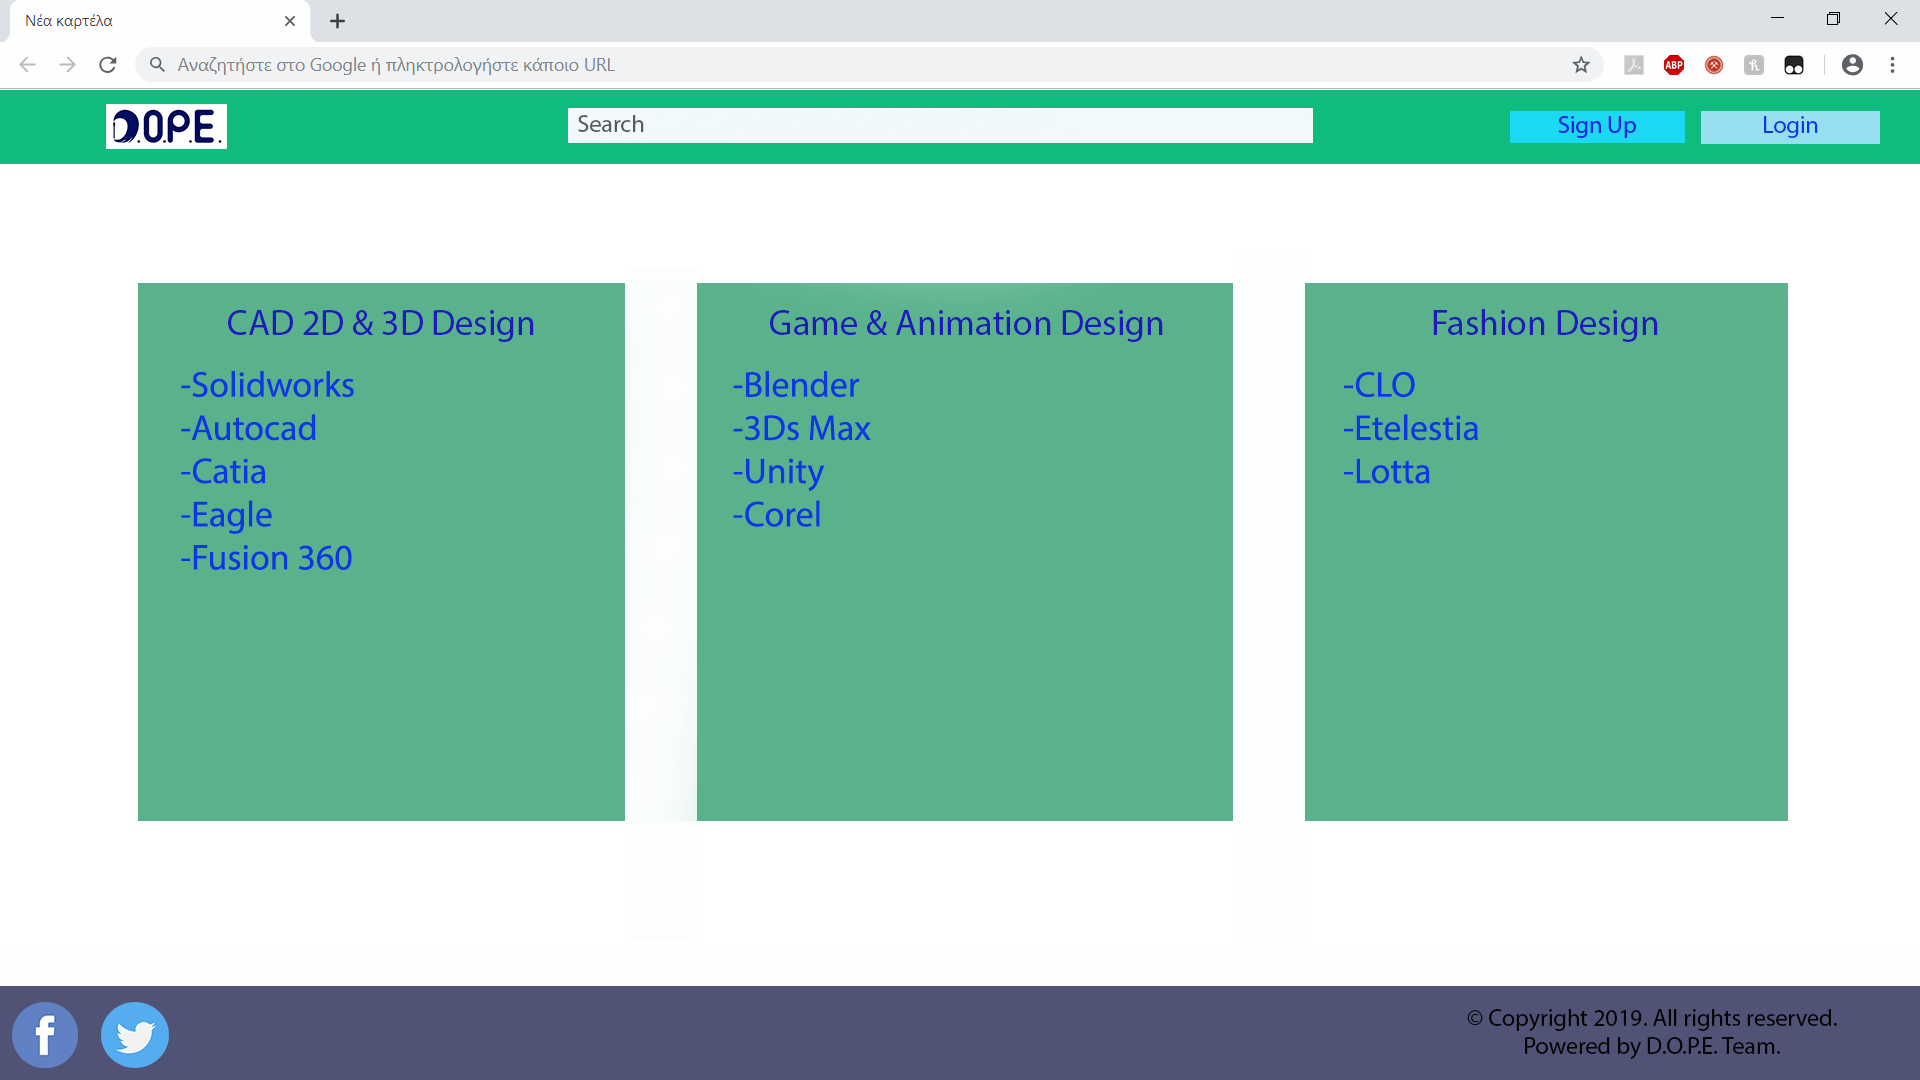 Νέα καρτέλα
Αναζητήστε στο Google ή πληκτρολογήστε κάποιο URL
ABP
D.O.P.E.
Search
Sign Up
Login
CAD 2D & 3D Design
-Solidworks
-Autocad
-Catia
-Eagle
-Fusion 360
Game & Animation Design
-Blender
-3Ds Max
-Unity
-Corel
Fashion Design
-CLO
-Etelestia
-Lotta
© Copyright 2019. All rights reserved.
Powered by D.O.P.E. Team.